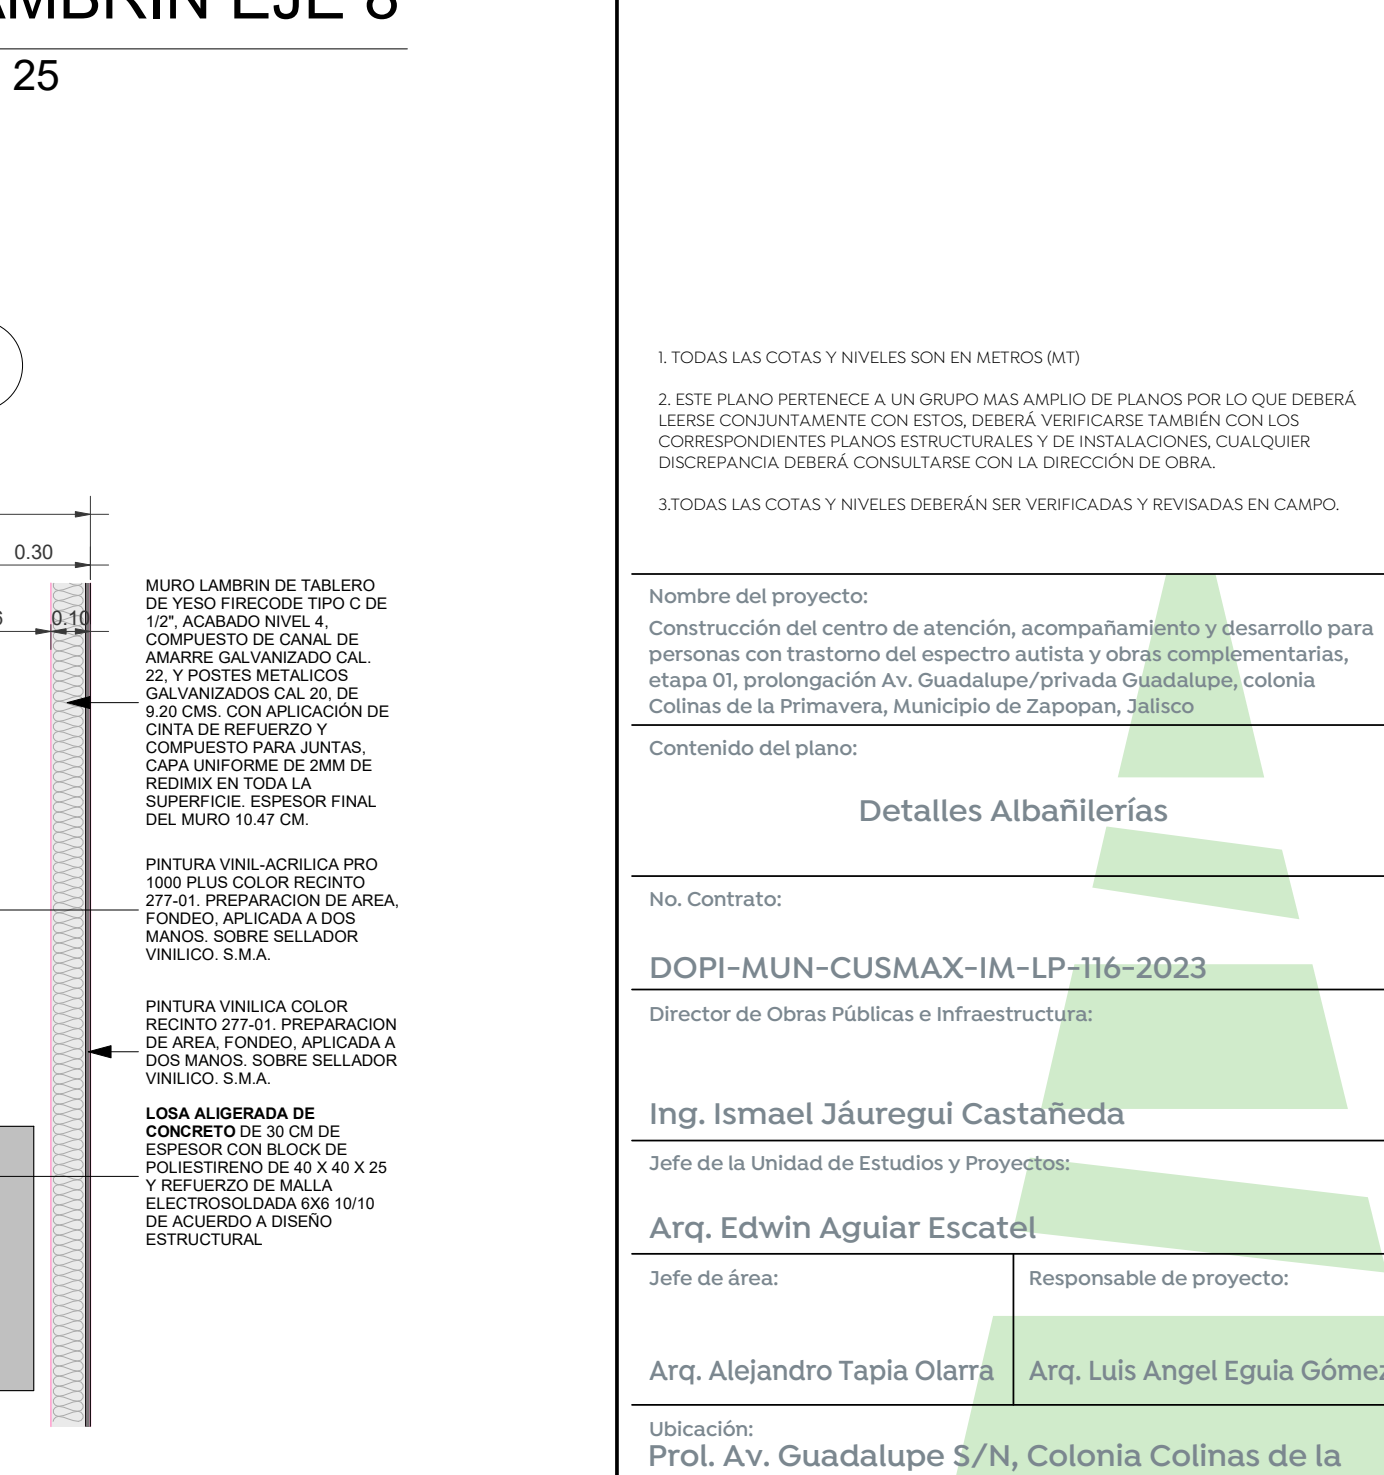 25
0.30
0.10
MURO LAMBRIN DE TABLERO
DE YESO FIRECODE TIPO C DE
1/2", ACABADO NIVEL 4,
COMPUESTO DE CANAL DE
AMARRE GALVANIZADO CAL.
22, Y POSTES METALICOS
GALVANIZADOS CAL 20, DE
9.20 CMS. CON APLICACIÓN DE
CINTA DE REFUERZO Y
COMPUESTO PARA JUNTAS,
CAPA UNIFORME DE 2MM DE
REDIMIX EN TODA LA
SUPERFICIE. ESPESOR FINAL
DEL MURO 10.47 CM.
PINTURA VINIL-ACRILICA PRO
1000 PLUS COLOR RECINTO
277-01. PREPARACION DE AREA,
FONDEO, APLICADA A DOS
MANOS. SOBRE SELLADOR
VINILICO. S.M.A.
PINTURA VINILICA COLOR
RECINTO 277-01. PREPARACION
DE AREA, FONDEO, APLICADA A
DOS MANOS. SOBRE SELLADOR
VINILICO. S.M.A.
LOSA ALIGERADA DE
CONCRETO DE 30 CM DE
ESPESOR CON BLOCK DE
POLIESTIRENO DE 40 X 40 X 25
Y REFUERZO DE MALLA
ELECTROSOLDADA 6X6 10/10
DE ACUERDO A DISEÑO
ESTRUCTURAL
1. TODAS LAS COTAS Y NIVELES SON EN METROS (MT)
2. ESTE PLANO PERTENECE A UN GRUPO MAS AMPLIO DE PLANOS POR LO QUE DEBERÁ
LEERSE CONJUNTAMENTE CON ESTOS, DEBERÁ VERIFICARSE TAMBIÉN CON LOS
CORRESPONDIENTES PLANOS ESTRUCTURALES Y DE INSTALACIONES, CUALQUIER
DISCREPANCIA DEBERÁ CONSULTARSE CON LA DIRECCIÓN DE OBRA.
3.TODAS LAS COTAS Y NIVELES DEBERÁN SER VERIFICADAS Y REVISADAS EN CAMPO.
Nombre del proyecto:
Construcción del centro de atención, acompañamiento y desarrollo para
personas con trastorno del espectro autista y obras complementarias,
etapa 01, prolongación Av. Guadalupe/privada Guadalupe, colonia
Colinas de la Primavera, Municipio de Zapopan, Jalisco
Contenido del plano:
Detalles Albañilerías
No. Contrato:
DOPI-MUN-CUSMAX-IM-LP-116-2023
Director de Obras Públicas e Infraestructura:
Ing. Ismael Jáuregui Castañeda
Jefe de la Unidad de Estudios y Proyectos:
Arq. Edwin Aguiar Escatel
Jefe de área:
Arq. Alejandro Tapia Olarra
Responsable de proyecto:
Arq. Luis Angel Eguia Gómez
Ubicación:
Prol. Av. Guadalupe S/N, Colonia Colinas de la